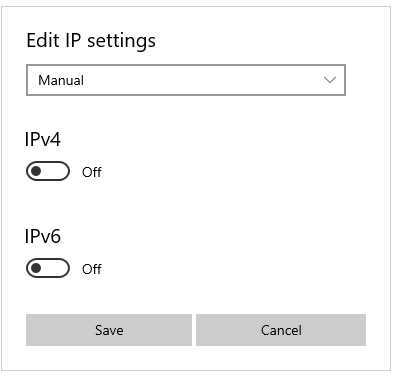 Edit IP settings
Manual
IPv4
Off
IPv6
Off
Save Cancel